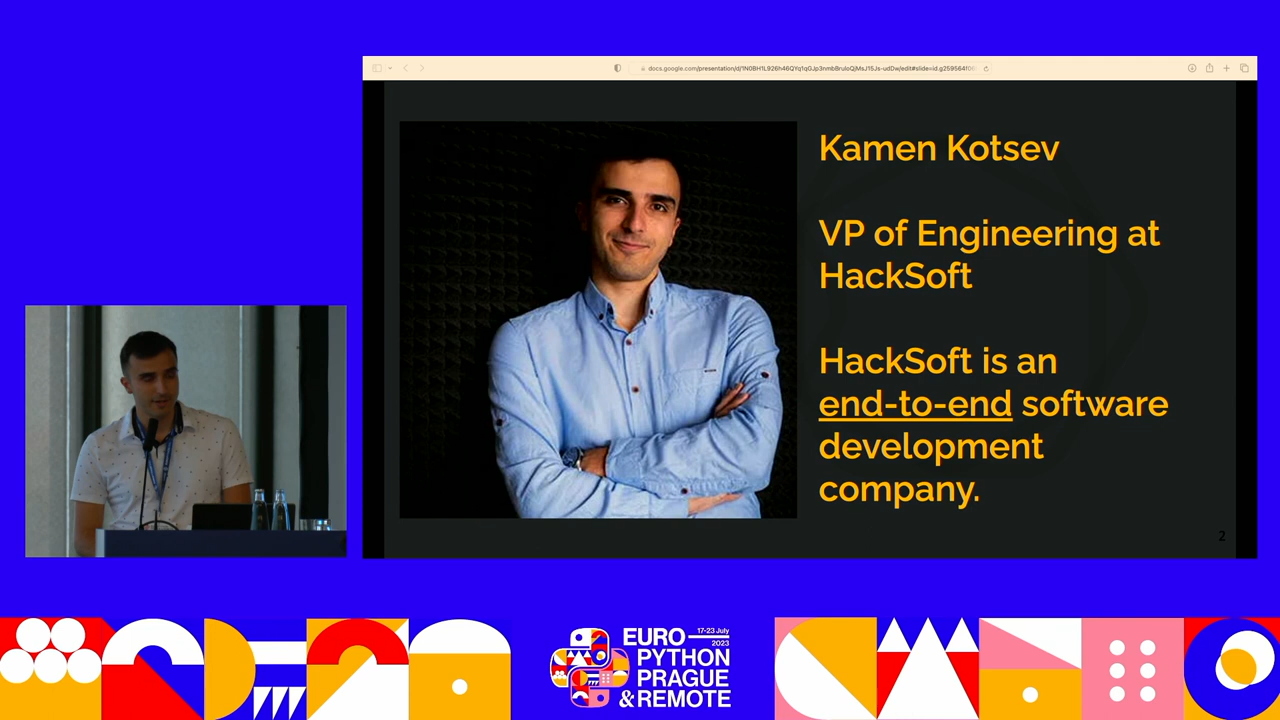 Kamen Kotsev
VP of Engineering at
HackSoft
HackSoft is an
end-to-end software
development
company.
2
EURO
17-23 July
2023
PYTHON
PRAGUE
& REMOTE